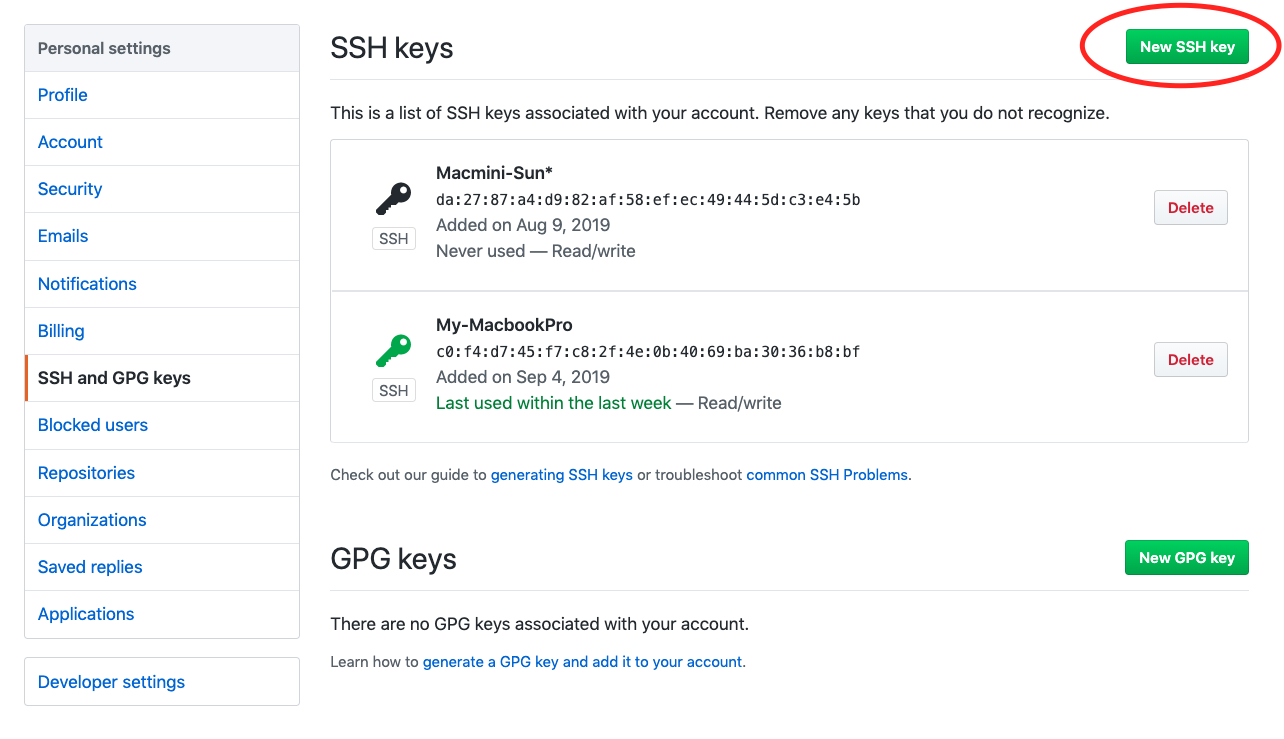 Personal settings
Profile
Account
Security
Emails
Notifications
Billing
SSH and GPG keys
Blocked users
Repositories
Organizations
Saved replies
Applications
Developer settings
SSH keys
New SSH key
This is a list of SSH keys associated with your account. Remove any keys that you do not recognize.
Macmini-Sun*
da:27:87:a4:d9:82:af:58:ef:ec:49:44:5d:c3:e4:5b
Added on Aug 9, 2019
Never used — Read/write
SSH
Delete
My-MacbookPro
c0:f4:d7:45:f7:c8:2f:4e:0b:40:69:ba:30:36:b8:bf
Added on Sep 4, 2019
Last used within the last week — Read/write
SSH
Delete
Check out our guide to generating SSH keys or troubleshoot common SSH Problems.
GPG keys
New GPG key
There are no GPG keys associated with your account.
Learn how to generate a GPG key and add it to your account.